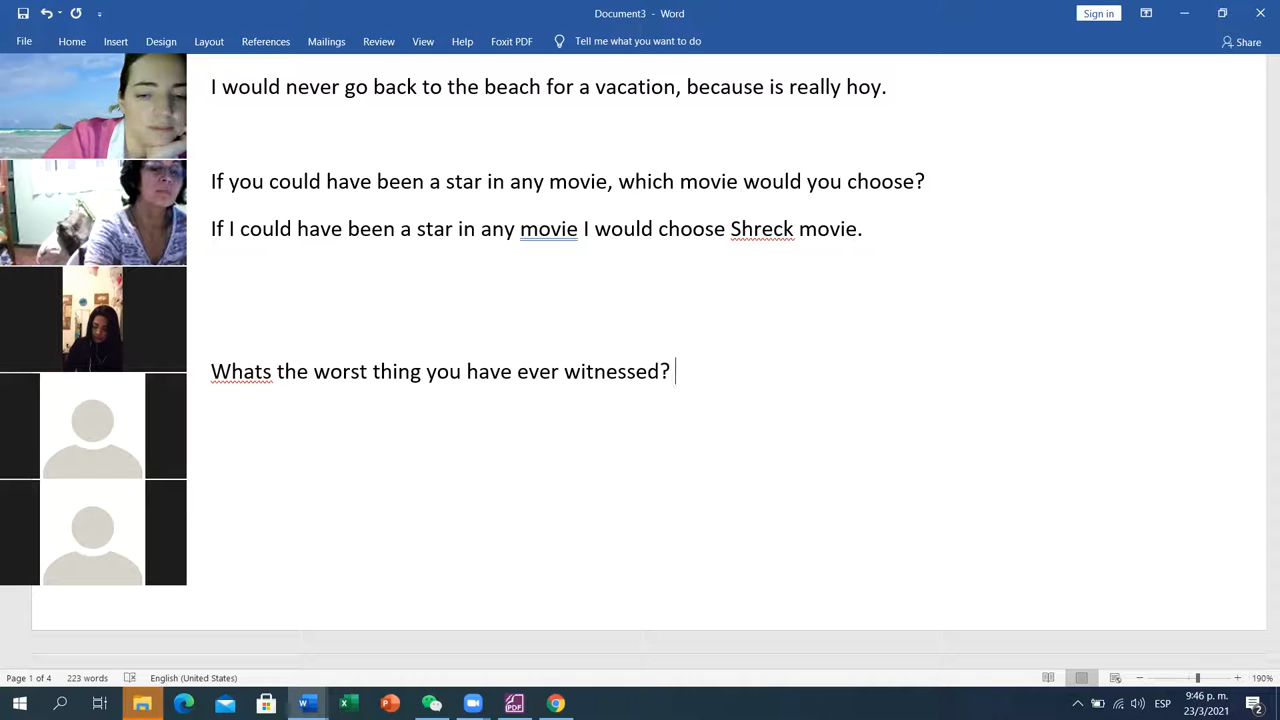 Document3 - Word
Sign in
File Home Insert Design Layout References Mailings Review View Help Foxit PDF Tell me what you want to do Share
I would never go back to the beach for a vacation, because is really hoy.
If you could have been a star in any movie, which movie would you choose?
If I could have been a star in any movie I would choose Shreck movie.
Whats the worst thing you have ever witnessed?
Page 1 of 4 223 words English (United States) 190%
ESP 9:46 p. m.
23/3/2021